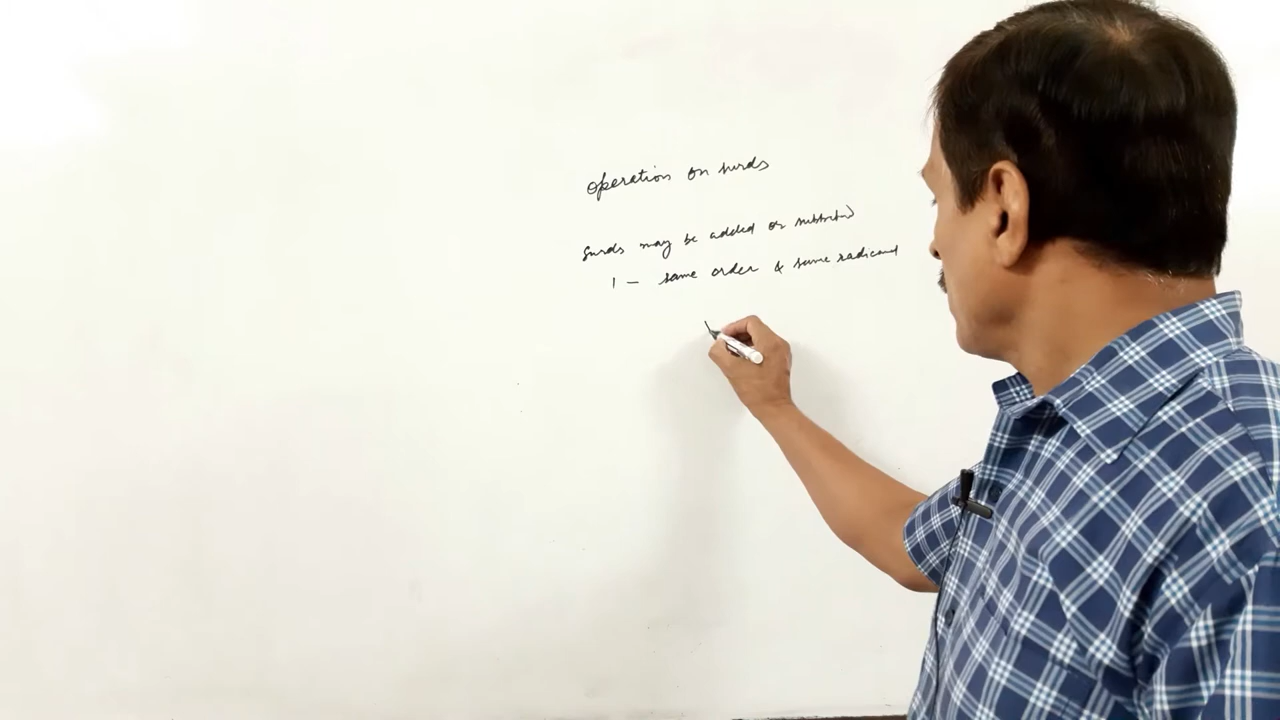 operation on surds
surds may be added or subtracted
1 - same order & same radicand